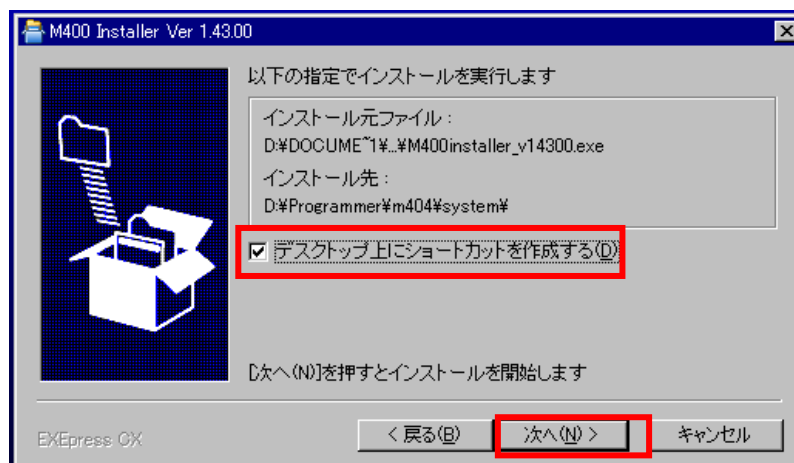 M400 Installer Ver 1.43.00
以下の指定でインストールを実行します
インストール元ファイル：
D:¥DOCUME~1¥...¥M400installer_v14300.exe
インストール先：
D:¥Programmer¥m404¥system¥
デスクトップ上にショートカットを作成する(D)
[次へ(N)]を押すとインストールを開始します
EXEpress CX
< 戻る(B) 次へ(N) > キャンセル